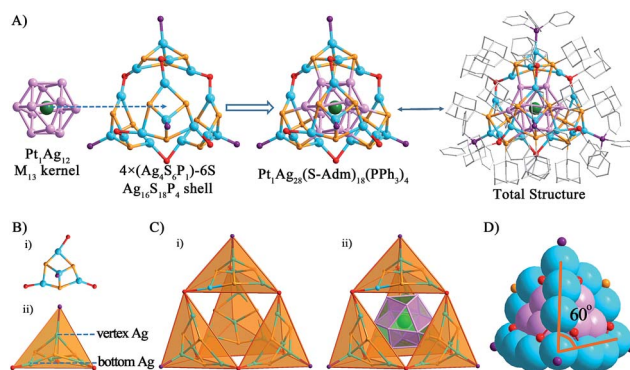 A)
Pt₁Ag₁₂
M₁₃ kernel
4×(Ag₄S₆P₁)-6S
Ag₁₆S₁₈P₄ shell
Pt₁Ag₂₈(S-Adm)₁₈(PPh₃)₄
Total Structure
B)
i)
ii)
vertex Ag
bottom Ag
C)
i)
ii)
D)
60°